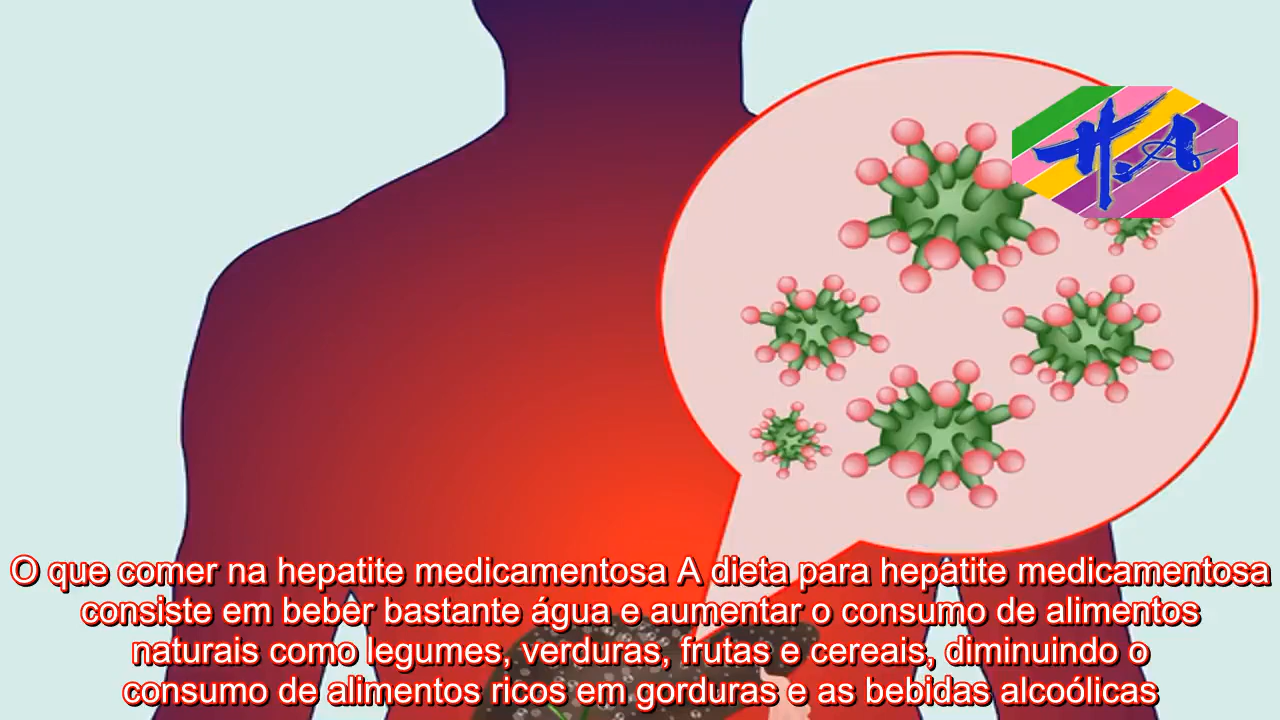 H.A
O que comer na hepatite medicamentosa A dieta para hepatite medicamentosa
consiste em beber bastante água e aumentar o consumo de alimentos
naturais como legumes, verduras, frutas e cereais, diminuindo o
consumo de alimentos ricos em gorduras e as bebidas alcoólicas